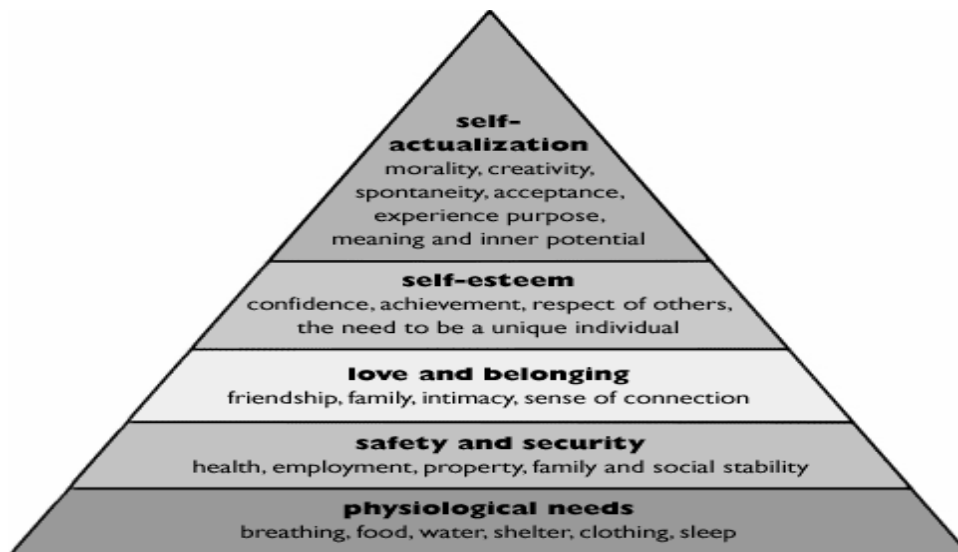 self-
actualization
morality, creativity,
spontaneity, acceptance,
experience purpose,
meaning and inner potential
self-esteem
confidence, achievement, respect of others,
the need to be a unique individual
love and belonging
friendship, family, intimacy, sense of connection
safety and security
health, employment, property, family and social stability
physiological needs
breathing, food, water, shelter, clothing, sleep